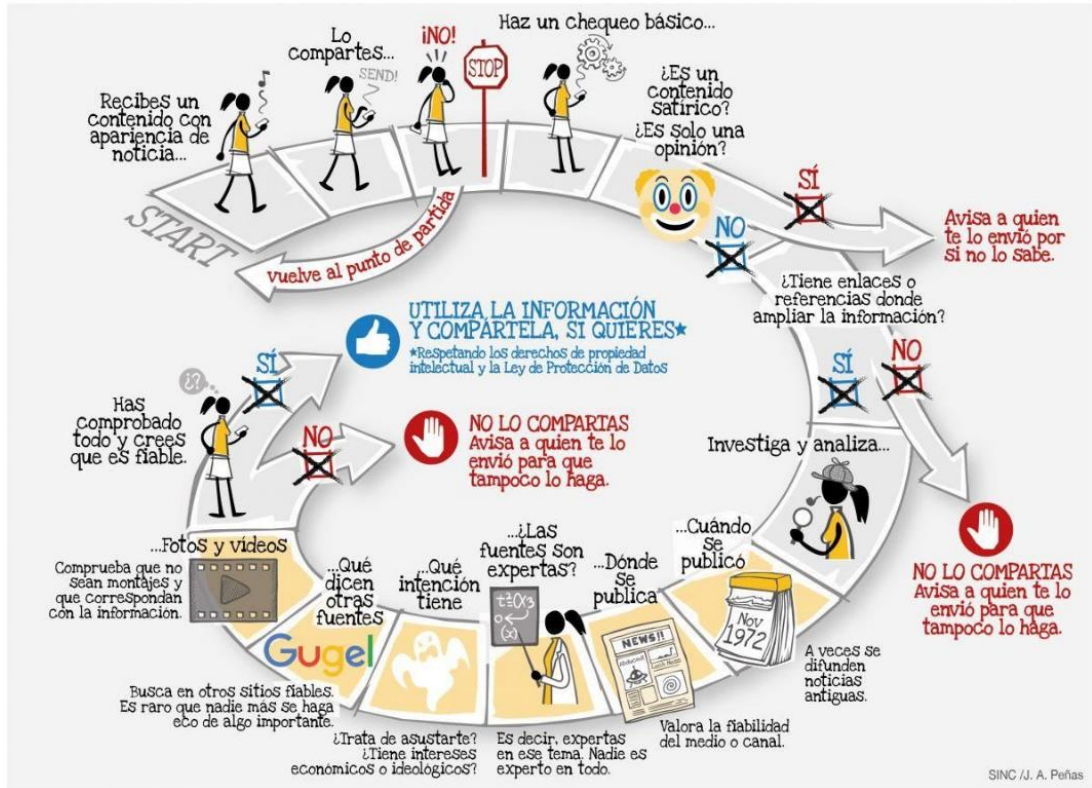 Recibes un
contenido con
apariencia de
noticia...
START
Lo
compartes...
SEND!
¡NO!
STOP
vuelve al punto de partida
Haz un chequeo básico...
¿Es un
contenido
satírico?
¿Es solo una
opinión?
SÍ
Avisa a quien
te lo envió por
si no lo sabe.
NO
¿Tiene enlaces o
referencias donde
ampliar la información?
NO
NO LO COMPARTAS
Avisa a quien te lo
envió para que
tampoco lo haga.
SÍ
Investiga y analiza...
...Cuándo se
publicó
Nov
1972
A veces se
difunden
noticias
antiguas.
...Dónde
se
publica
NEWS!!
Valora la fiabilidad
del medio o canal.
...¿Las
fuentes son
expertas?
Es decir, expertas
en ese tema. Nadie es
experto en todo.
...Qué
intención
tiene
¿Trata de asustarte?
¿Tiene intereses
económicos o ideológicos?
...Qué
dicen
otras
fuentes
Gugel
Busca en otros sitios fiables.
Es raro que nadie más se haga
eco de algo importante.
...Fotos y vídeos
Comprueba que no
sean montajes y
que correspondan
con la información.
Has
comprobado
todo y crees
que es fiable.
¿?
SÍ
UTILIZA LA INFORMACIÓN
Y COMPÁRTELA, SI QUIERES*
*Respetando los derechos de propiedad
intelectual y la Ley de Protección de Datos
NO
NO LO COMPARTAS
Avisa a quien te lo
envió para que
tampoco lo haga.
SINC /J. A. Peñas